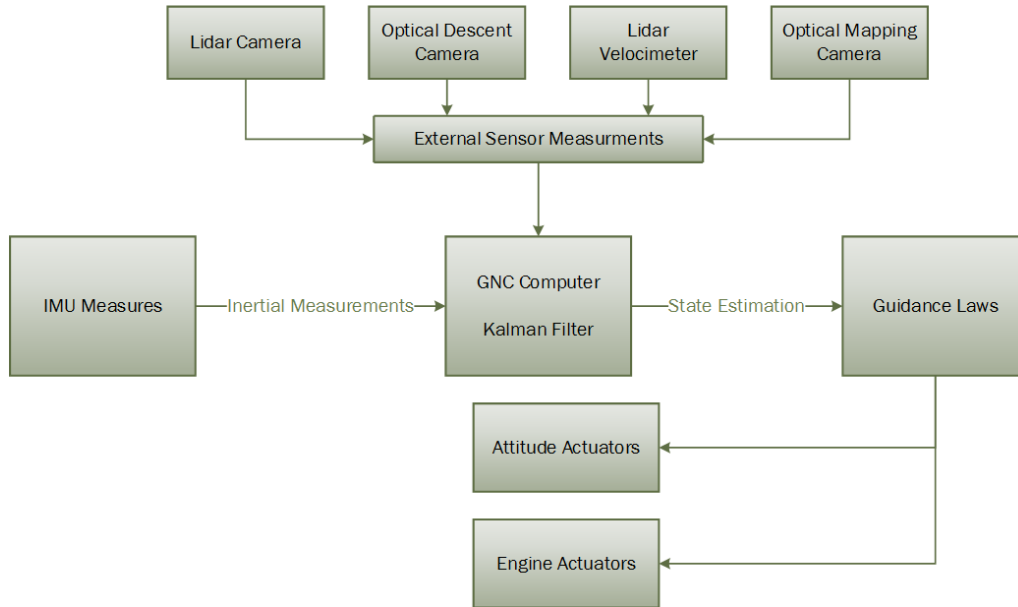 Lidar Camera
Optical Descent
Camera
Lidar
Velocimeter
Optical Mapping
Camera
External Sensor Measurments
IMU Measures
Inertial Measurements
GNC Computer
Kalman Filter
State Estimation
Guidance Laws
Attitude Actuators
Engine Actuators